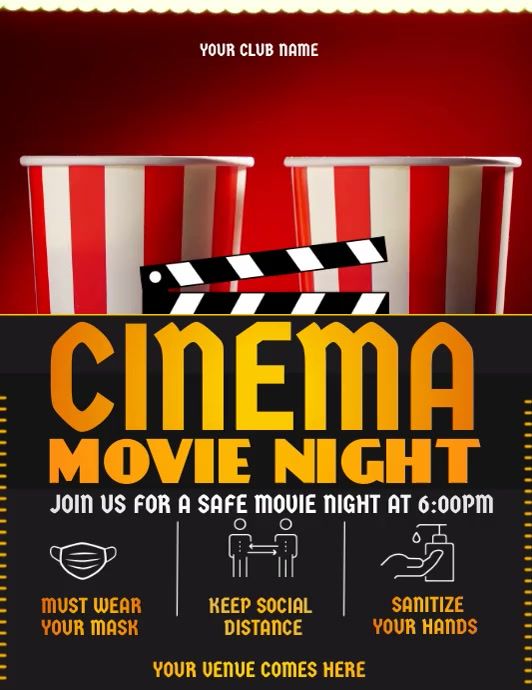 YOUR CLUB NAME
CINEMA
MOVIE NIGHT
JOIN US FOR A SAFE MOVIE NIGHT AT 6:00PM
MUST WEAR
YOUR MASK
KEEP SOCIAL
DISTANCE
SANITIZE
YOUR HANDS
YOUR VENUE COMES HERE